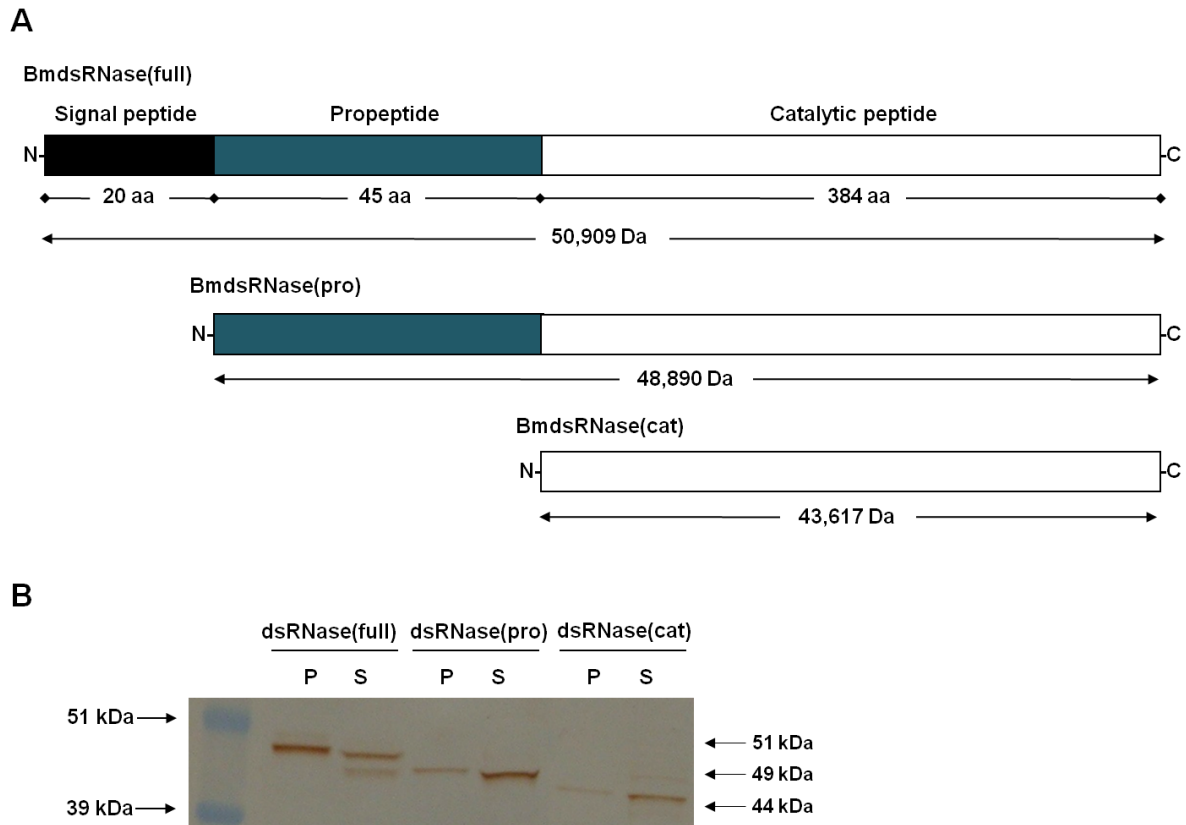 A
BmdsRNase(full)
Signal peptide Propeptide Catalytic peptide
N C
20 aa 45 aa 384 aa
50,909 Da
BmdsRNase(pro)
N C
48,890 Da
BmdsRNase(cat)
N C
43,617 Da
B
dsRNase(full) dsRNase(pro) dsRNase(cat)
P S P S P S
51 kDa
51 kDa
49 kDa
39 kDa
44 kDa